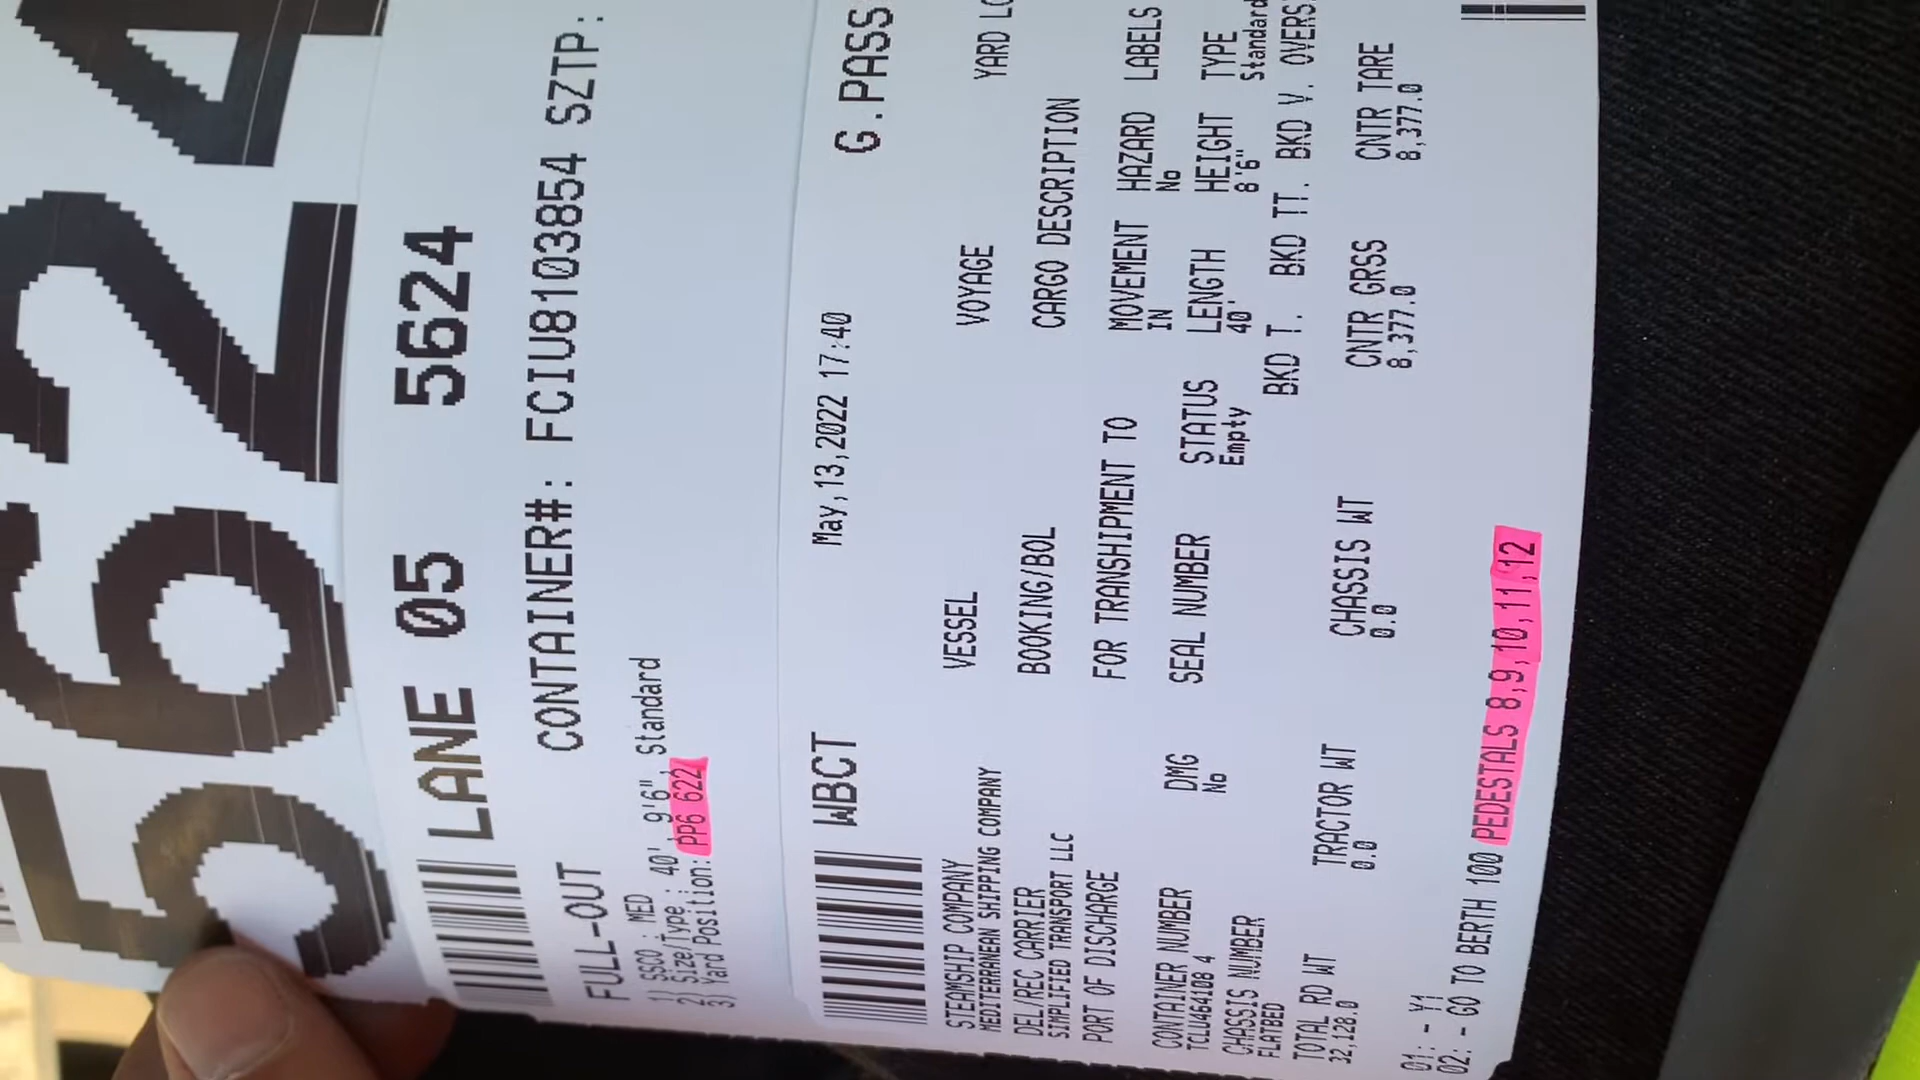 5624
LANE 05 5624
FULL-OUT CONTAINER#: FCIU8103854 SZTP:
1) SSCO : MED
2) Size/Type : 40', 9'6", Standard
3) Yard Position: PP6 622
WBCT May,13,2022 17:40 G.PASS
STEAMSHIP COMPANY VESSEL VOYAGE YARD LO
MEDITERRANEAN SHIPPING COMPANY
DEL/REC CARRIER BOOKING/BOL CARGO DESCRIPTION
SIMPLIFIED TRANSPORT LLC
PORT OF DISCHARGE FOR TRANSHIPMENT TO MOVEMENT HAZARD LABELS
IN No
CONTAINER NUMBER DMG SEAL NUMBER STATUS LENGTH HEIGHT TYPE
TCLU464108 4 No Empty 40' 8'6" Standard
CHASSIS NUMBER BKD T. BKD TT. BKD V. OVERS
FLATBED
TOTAL RD WT TRACTOR WT CHASSIS WT CNTR GRSS CNTR TARE
32,128.0 0.0 0.0 8,377.0 8,377.0
01: - Y1
02: - GO TO BERTH 100 PEDESTALS 8,9,10,11,12